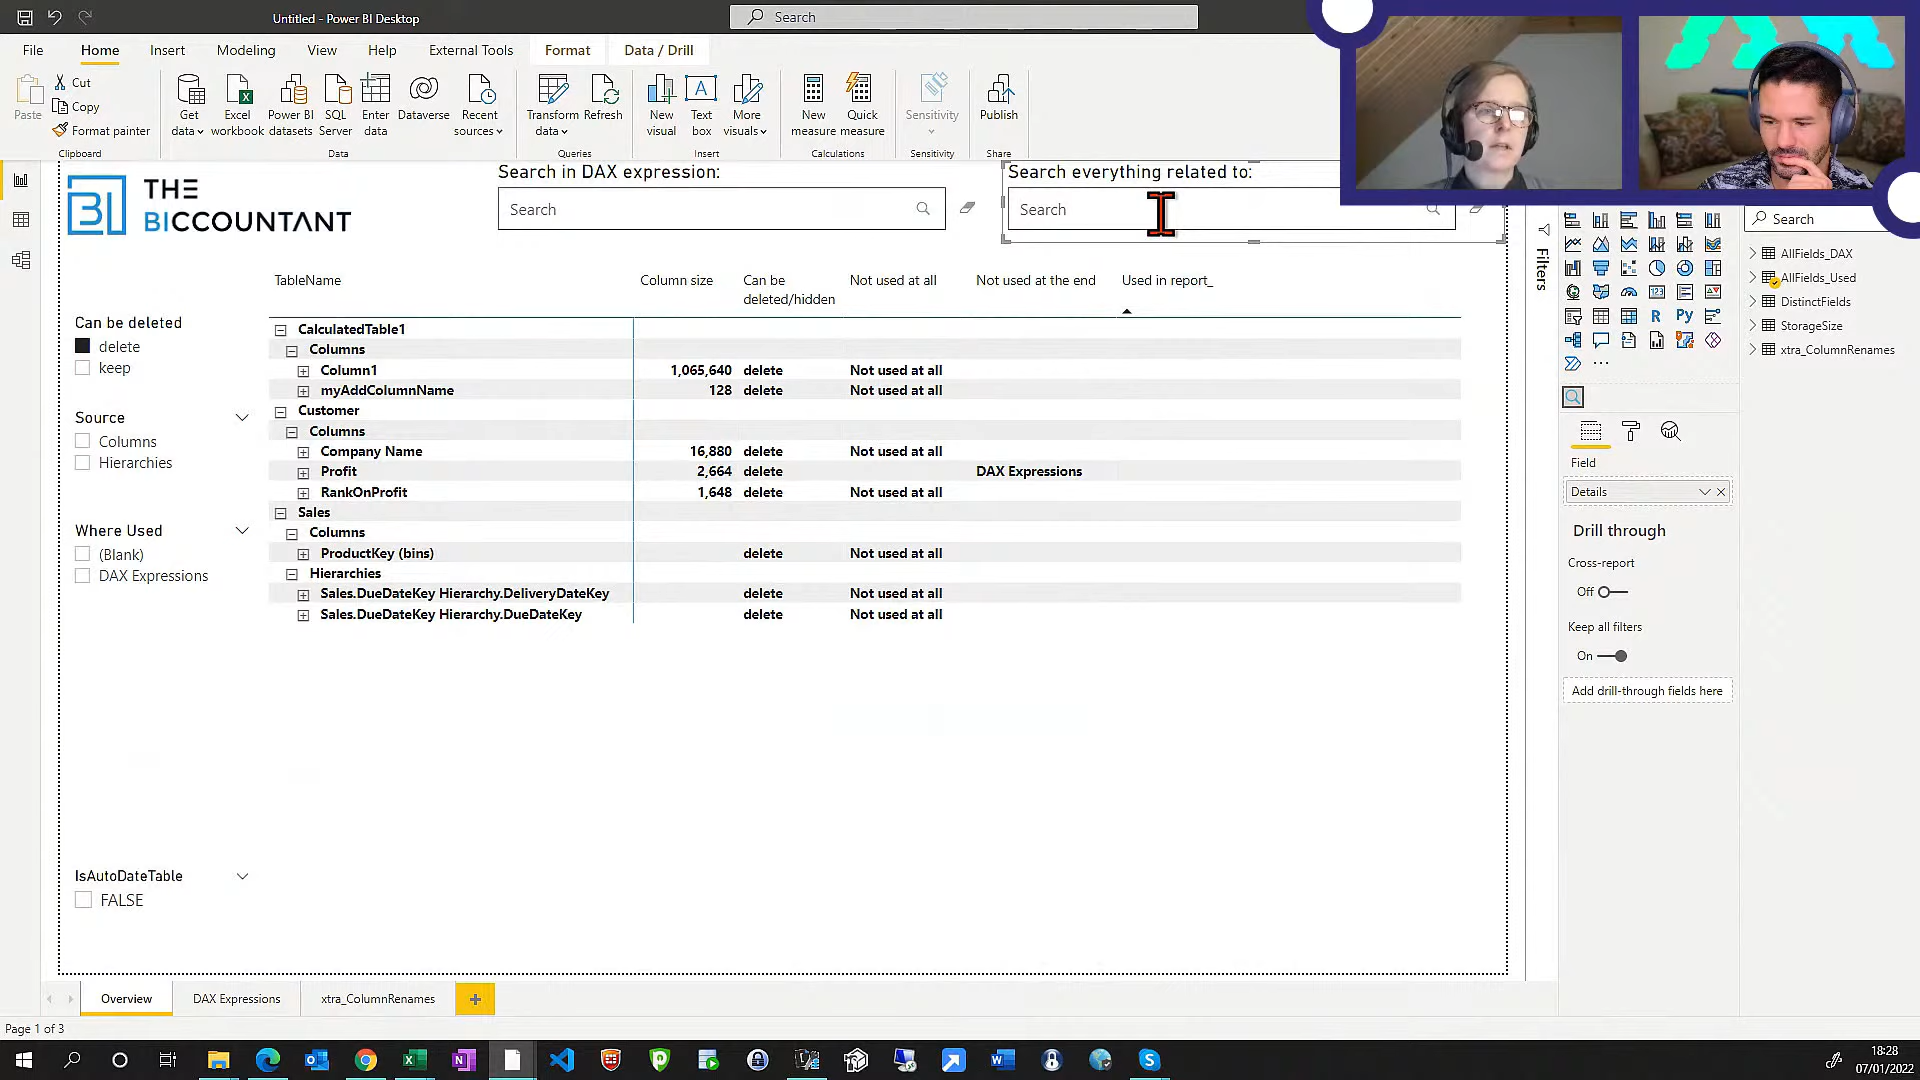 Untitled - Power BI Desktop
Search
File Home Insert Modeling View Help External Tools Format Data / Drill
Paste
Cut
Copy
Format painter
Clipboard
Get data
Excel workbook
Power BI datasets
SQL Server
Enter data
Dataverse
Recent sources
Data
Transform data
Refresh
Queries
New visual
Text box
More visuals
Insert
New measure
Quick measure
Calculations
Sensitivity
Sensitivity
Publish
Share
THE
BICCOUNTANT
Search in DAX expression:
Search
Search everything related to:
Search
Can be deleted
delete
keep
Source
Columns
Hierarchies
Where Used
(Blank)
DAX Expressions
IsAutoDateTable
FALSE
TableName Column size Can be deleted/hidden Not used at all Not used at the end Used in report_
CalculatedTable1
Columns
Column1 1,065,640 delete Not used at all
myAddColumnName 128 delete Not used at all
Customer
Columns
Company Name 16,880 delete Not used at all
Profit 2,664 delete DAX Expressions
RankOnProfit 1,648 delete Not used at all
Sales
Columns
ProductKey (bins) delete Not used at all
Hierarchies
Sales.DueDateKey Hierarchy.DeliveryDateKey delete Not used at all
Sales.DueDateKey Hierarchy.DueDateKey delete Not used at all
Filters
R
Py
Field
Details
Drill through
Cross-report
Off
Keep all filters
On
Add drill-through fields here
Search
AllFields_DAX
AllFields_Used
DistinctFields
StorageSize
xtra_ColumnRenames
Overview DAX Expressions xtra_ColumnRenames
Page 1 of 3
18:28
07/01/2022